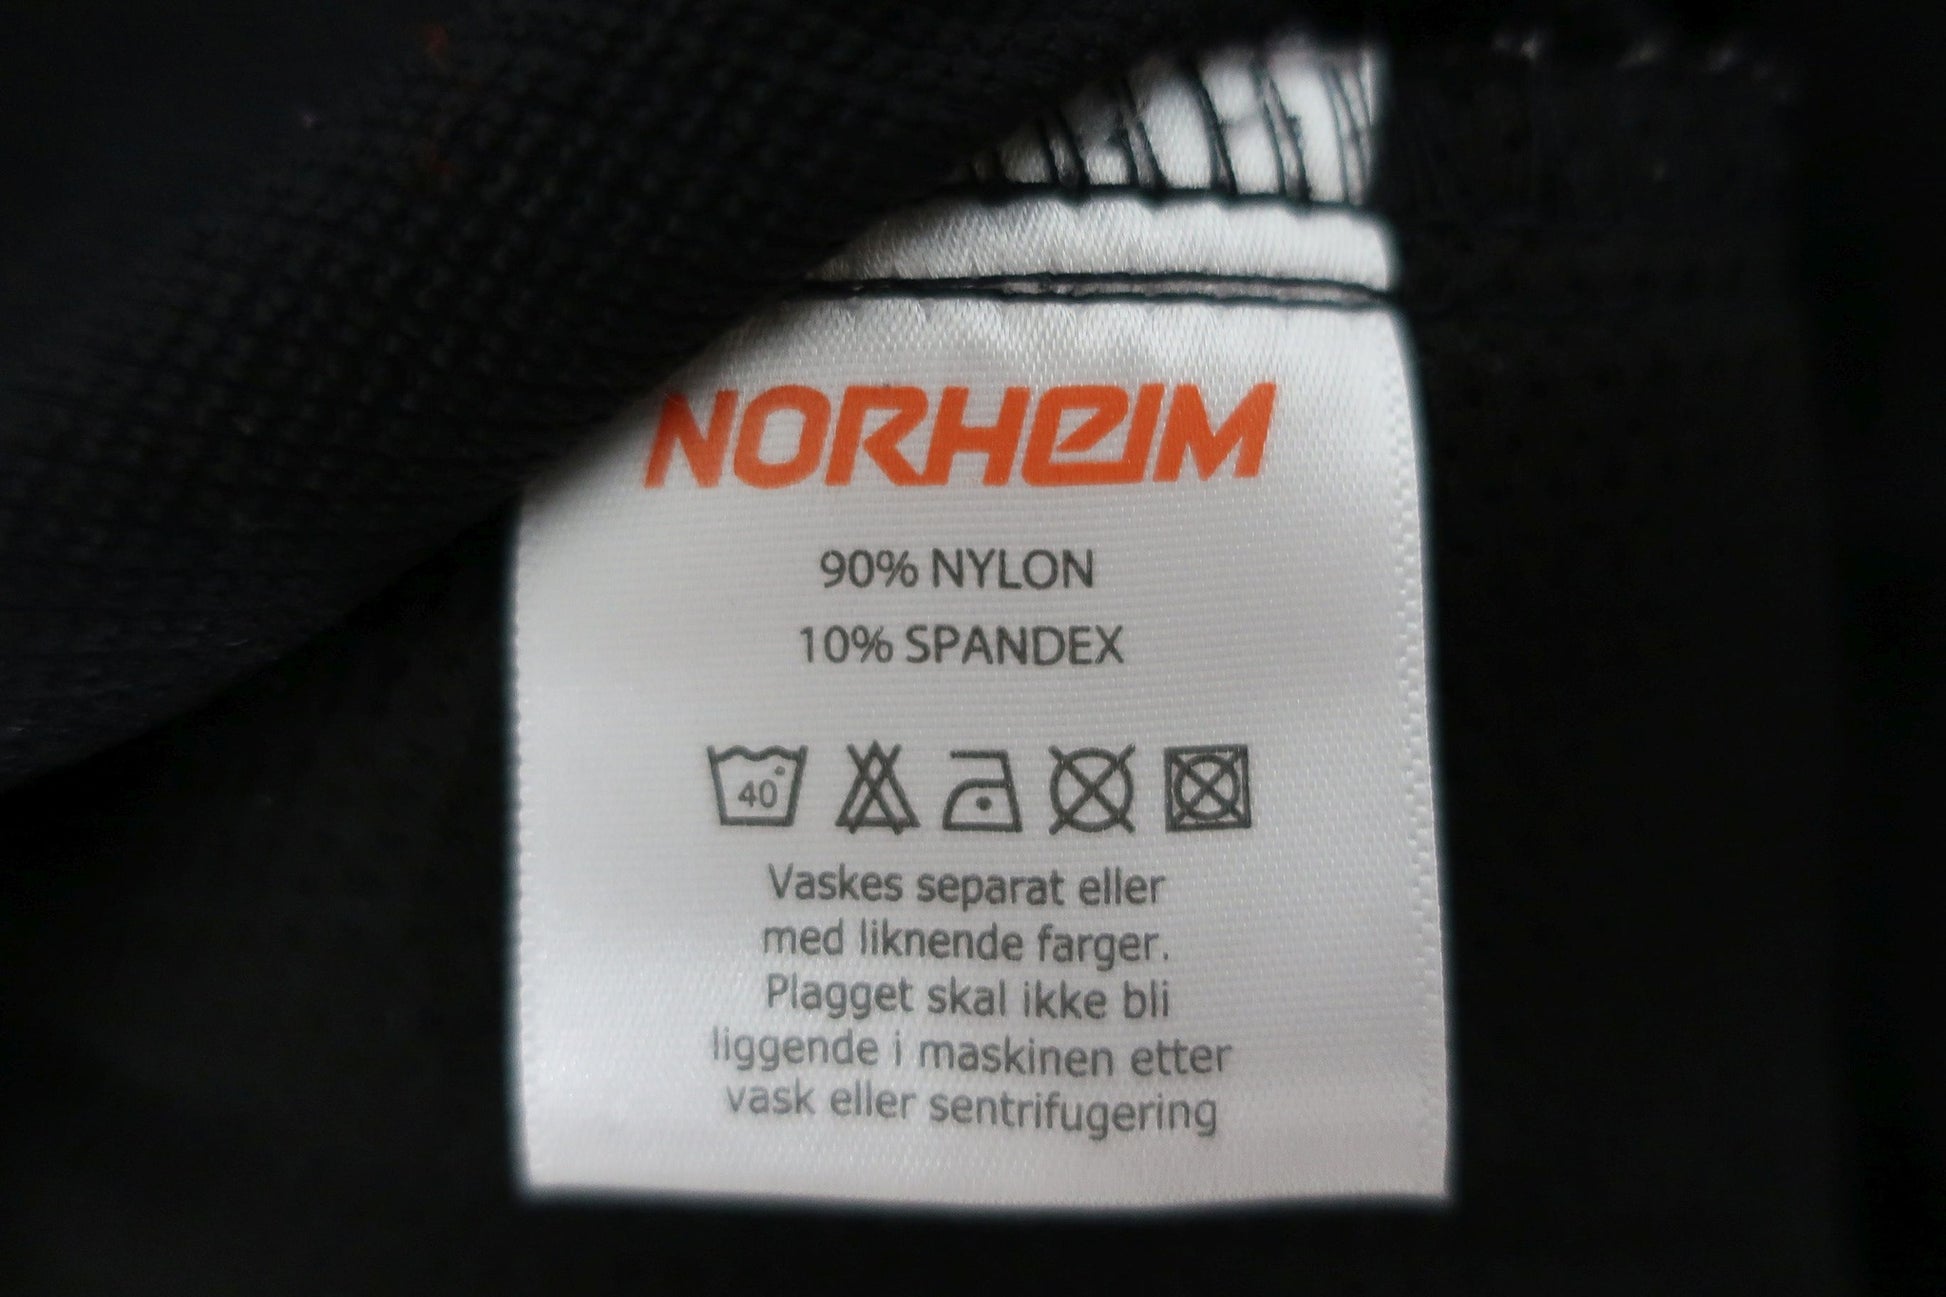 NORHEIM
90% NYLON
10% SPANDEX
40°
Vaskes separat eller
med liknende farger.
Plagget skal ikke bli
liggende i maskinen etter
vask eller sentrifugering